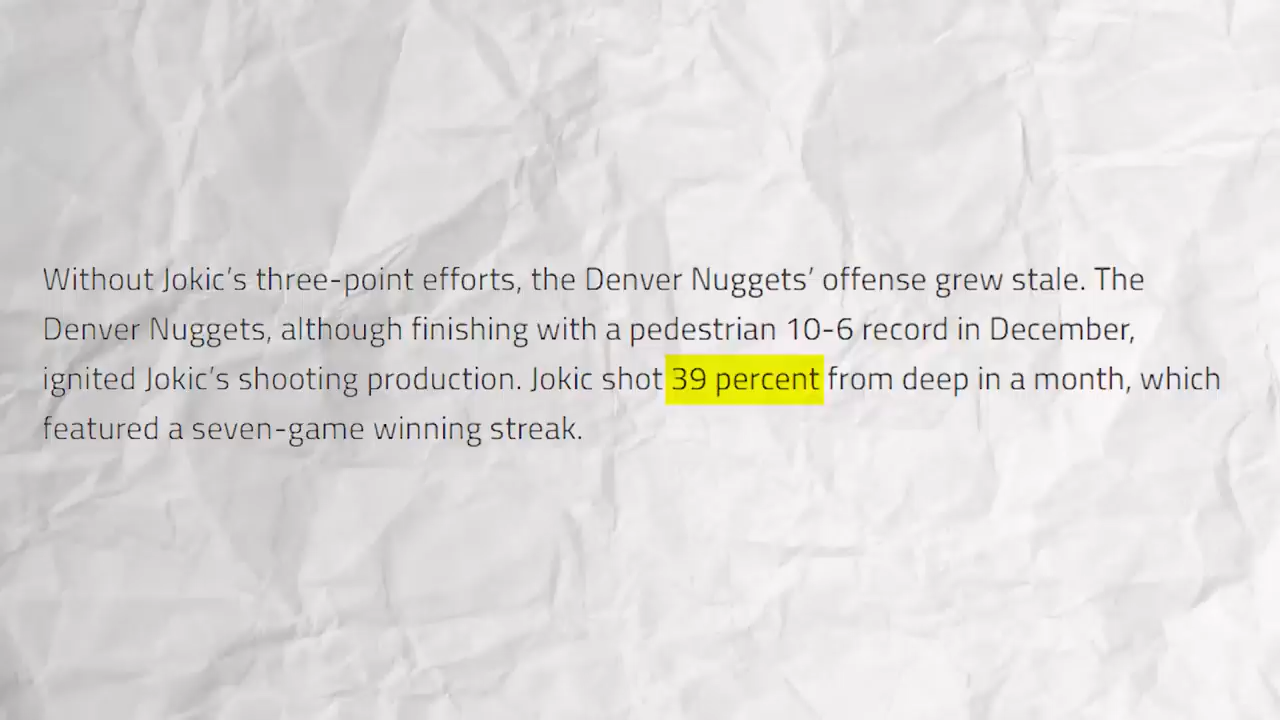 Without Jokic’s three-point efforts, the Denver Nuggets’ offense grew stale. The
Denver Nuggets, although finishing with a pedestrian 10-6 record in December,
ignited Jokic’s shooting production. Jokic shot 39 percent from deep in a month, which
featured a seven-game winning streak.